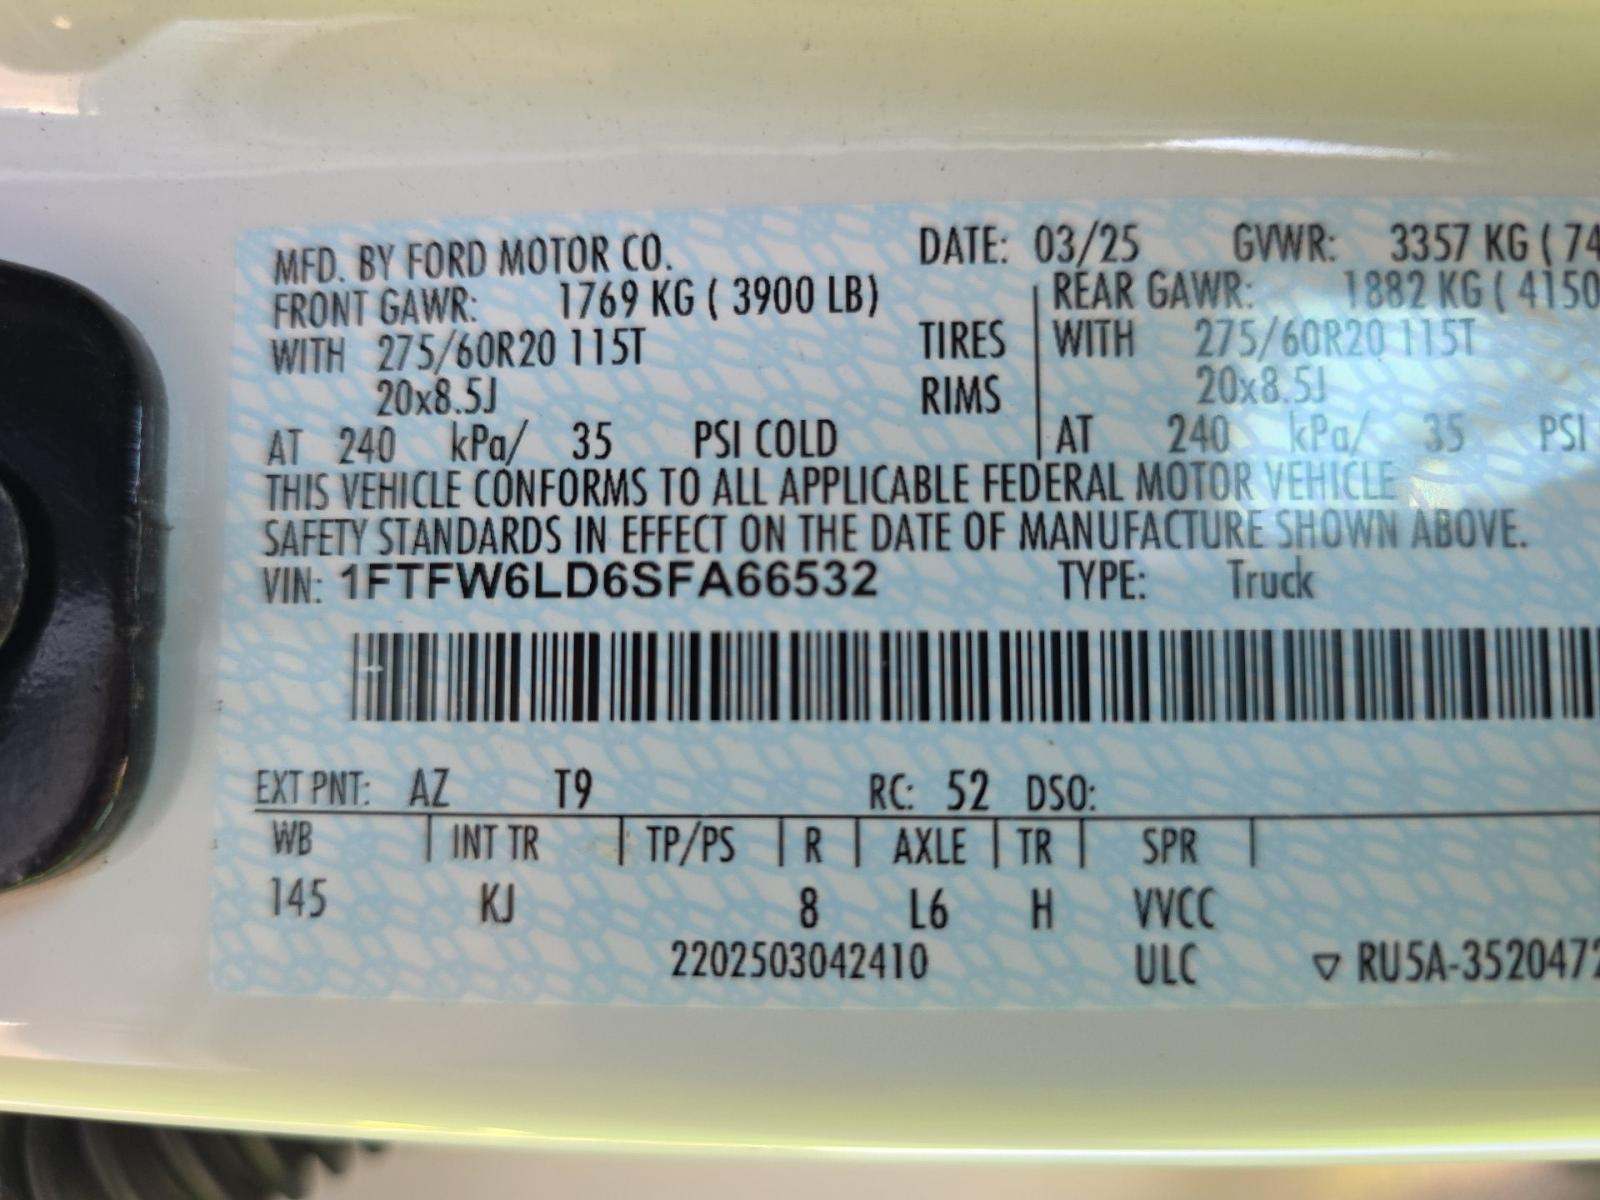 MFD. BY FORD MOTOR CO. DATE: 03/25 GVWR: 3357 KG ( 74
FRONT GAWR: 1769 KG ( 3900 LB) REAR GAWR: 1882 KG ( 4150
WITH 275/60R20 115T TIRES WITH 275/60R20 115T
20x8.5J RIMS 20x8.5J
AT 240 kPa/ 35 PSI COLD AT 240 kPa/ 35 PSI
THIS VEHICLE CONFORMS TO ALL APPLICABLE FEDERAL MOTOR VEHICLE
SAFETY STANDARDS IN EFFECT ON THE DATE OF MANUFACTURE SHOWN ABOVE.
VIN: 1FTFW6LD6SFA66532 TYPE: Truck
EXT PNT: AZ T9 RC: 52 DSO:
WB INT TR TP/PS R AXLE TR SPR
145 KJ 8 L6 H VVCC
2202503042410 ULC ▽ RU5A-3520472